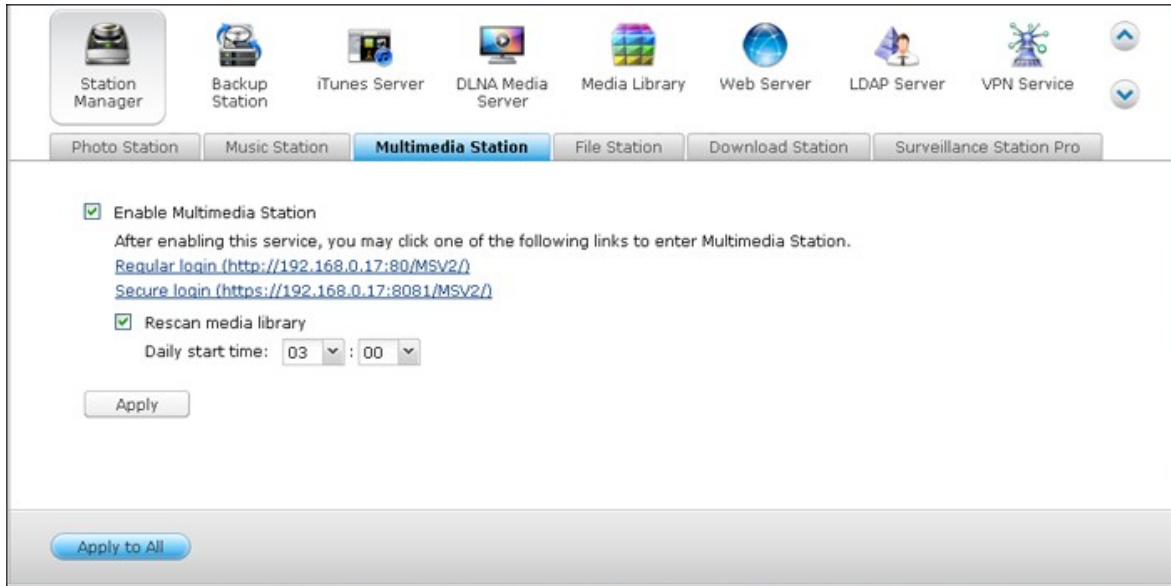 Station Manager
Backup Station
iTunes Server
DLNA Media Server
Media Library
Web Server
LDAP Server
VPN Service
Photo Station
Music Station
Multimedia Station
File Station
Download Station
Surveillance Station Pro
Enable Multimedia Station
After enabling this service, you may click one of the following links to enter Multimedia Station.
Regular login (http://192.168.0.17:80/MSV2/)
Secure login (https://192.168.0.17:8081/MSV2/)
Rescan media library
Daily start time: 03 : 00
Apply
Apply to All